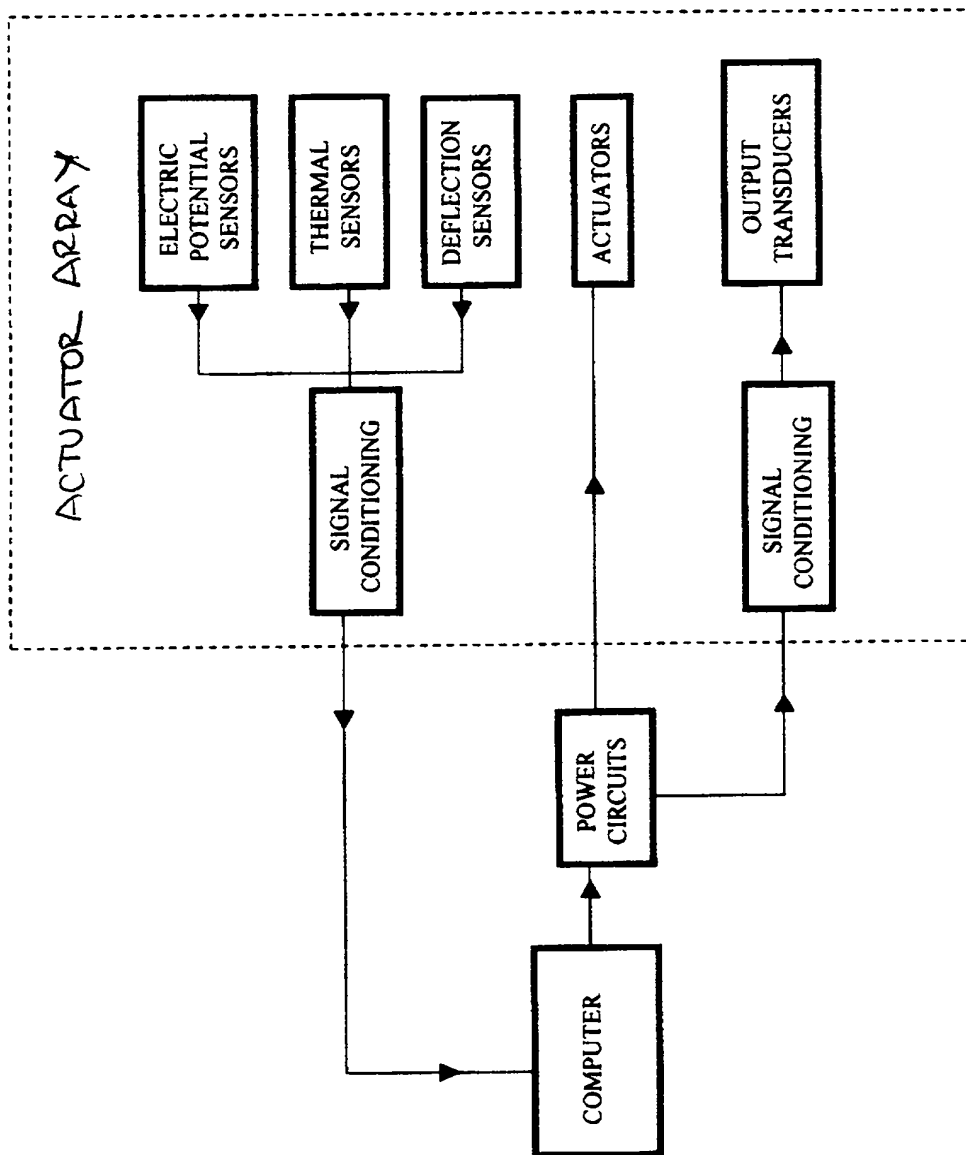 ACTUATOR ARRAY
ELECTRIC
POTENTIAL
SENSORS
THERMAL
SENSORS
DEFLECTION
SENSORS
SIGNAL
CONDITIONING
ACTUATORS
OUTPUT
TRANSDUCERS
SIGNAL
CONDITIONING
POWER
CIRCUITS
COMPUTER